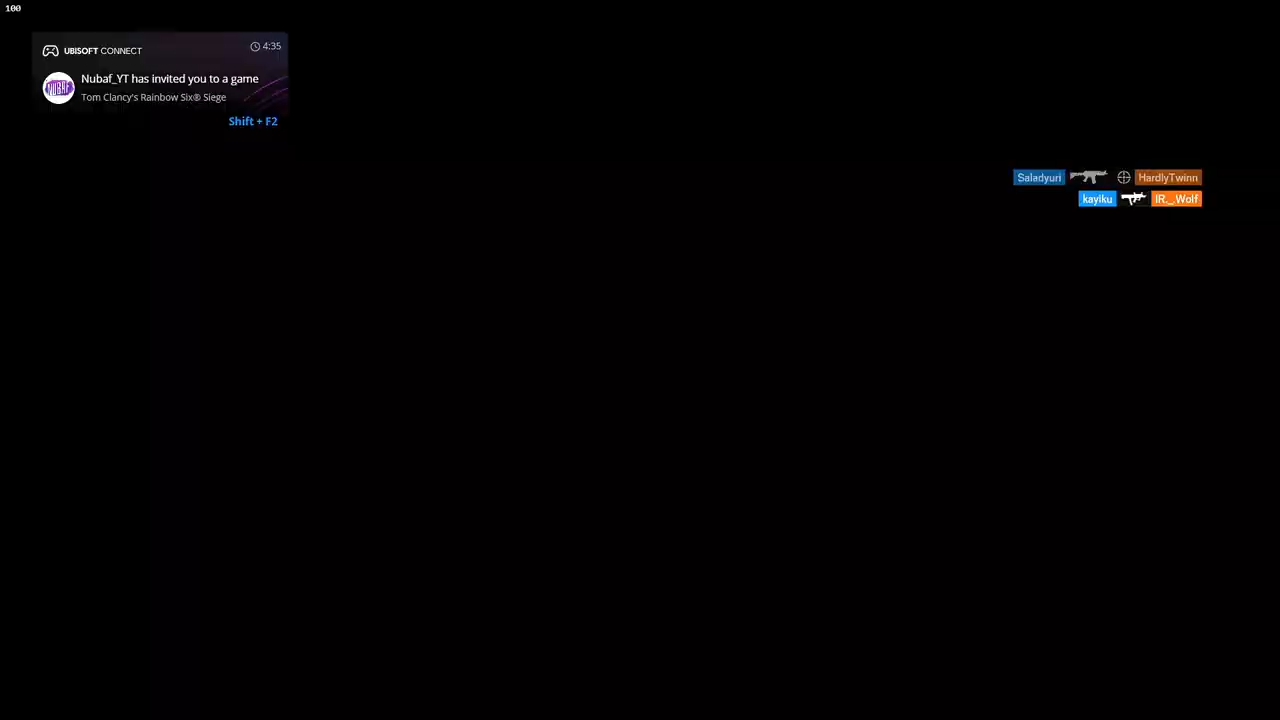 100
UBISOFT CONNECT
4:35
Nubaf_YT has invited you to a game
Tom Clancy's Rainbow Six® Siege
Shift + F2
Saladyuri HardlyTwinn
kayiku IR._.Wolf